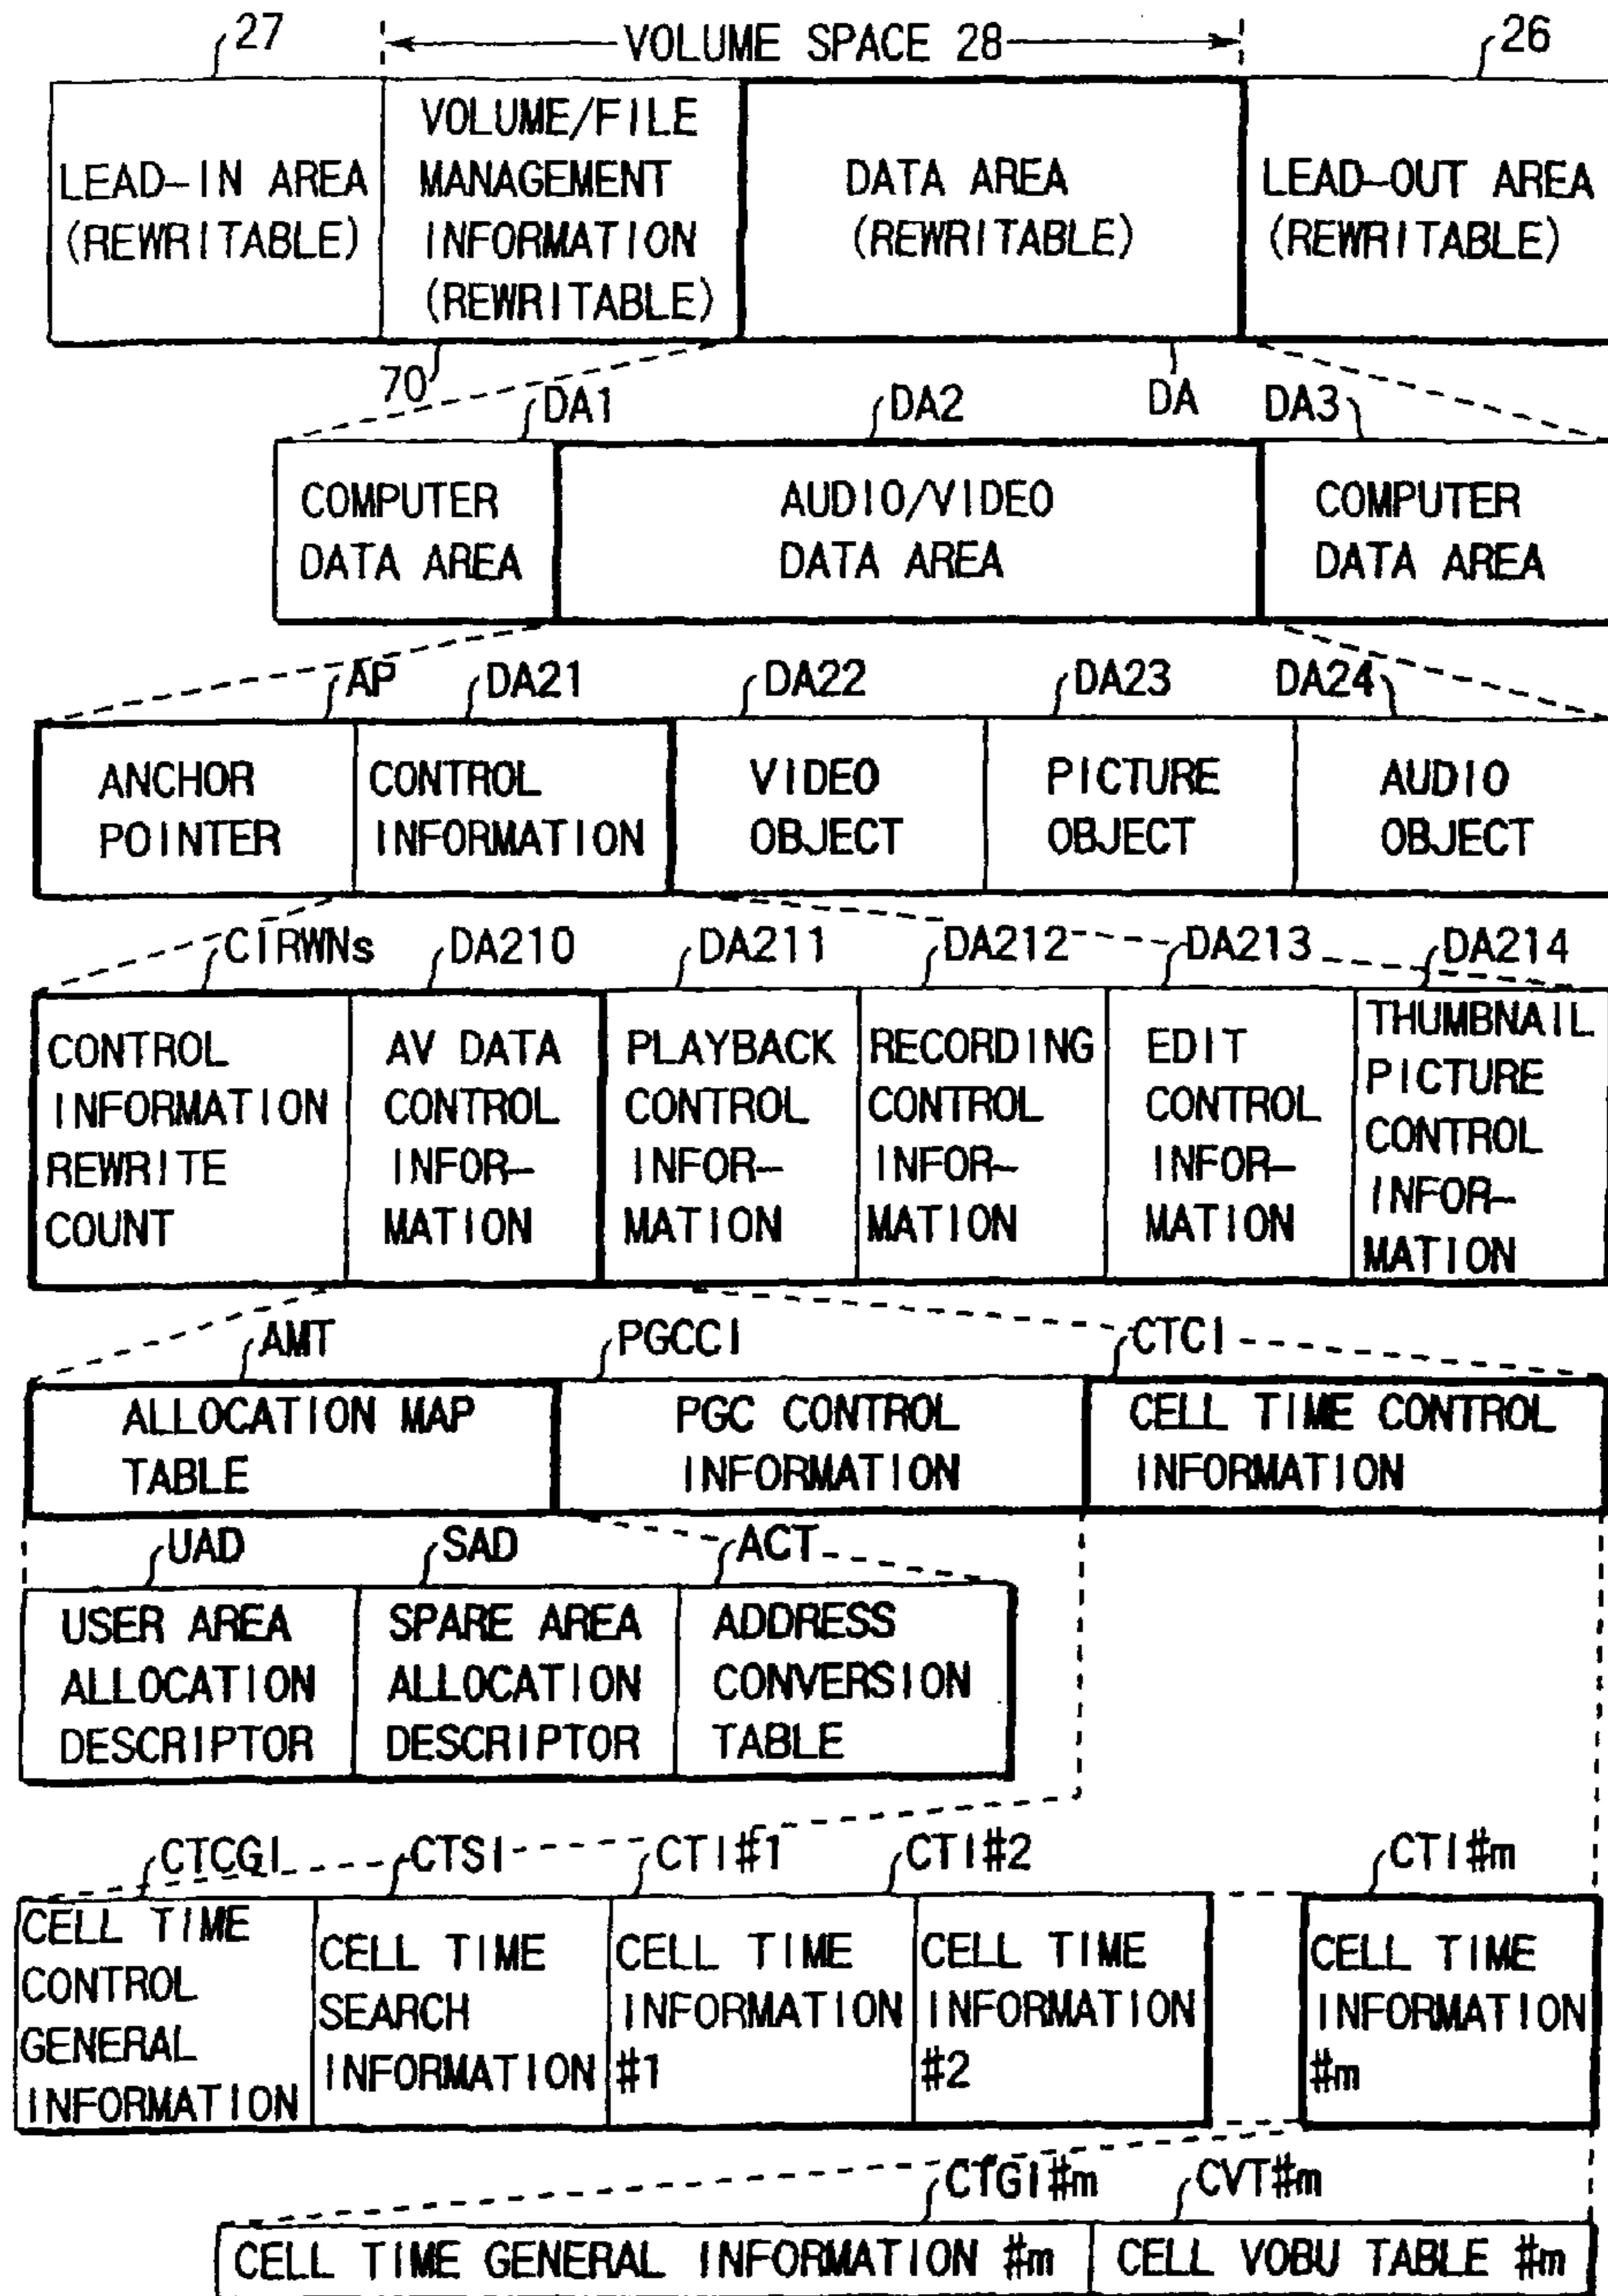 27
VOLUME SPACE 28
26
LEAD-IN AREA
(REWRITABLE)
VOLUME/FILE
MANAGEMENT
INFORMATION
(REWRITABLE)
DATA AREA
(REWRITABLE)
LEAD-OUT AREA
(REWRITABLE)
70
DA1
DA2
DA
DA3
COMPUTER
DATA AREA
AUDIO/VIDEO
DATA AREA
COMPUTER
DATA AREA
AP
DA21
DA22
DA23
DA24
ANCHOR
POINTER
CONTROL
INFORMATION
VIDEO
OBJECT
PICTURE
OBJECT
AUDIO
OBJECT
CIRWNs
DA210
DA211
DA212
DA213
DA214
CONTROL
INFORMATION
REWRITE
COUNT
AV DATA
CONTROL
INFOR-
MATION
PLAYBACK
CONTROL
INFOR-
MATION
RECORDING
CONTROL
INFOR-
MATION
EDIT
CONTROL
INFOR-
MATION
THUMBNAIL
PICTURE
CONTROL
INFOR-
MATION
AMT
PGCCI
CTCI
ALLOCATION MAP
TABLE
PGC CONTROL
INFORMATION
CELL TIME CONTROL
INFORMATION
UAD
SAD
ACT
USER AREA
ALLOCATION
DESCRIPTOR
SPARE AREA
ALLOCATION
DESCRIPTOR
ADDRESS
CONVERSION
TABLE
CTCGI
CTSI
CTI#1
CTI#2
CTI#m
CELL TIME
CONTROL
GENERAL
INFORMATION
CELL TIME
SEARCH
INFORMATION
CELL TIME
INFORMATION
#1
CELL TIME
INFORMATION
#2
CELL TIME
INFORMATION
#m
CTGI#m
CVT#m
CELL TIME GENERAL INFORMATION #m
CELL VOBU TABLE #m